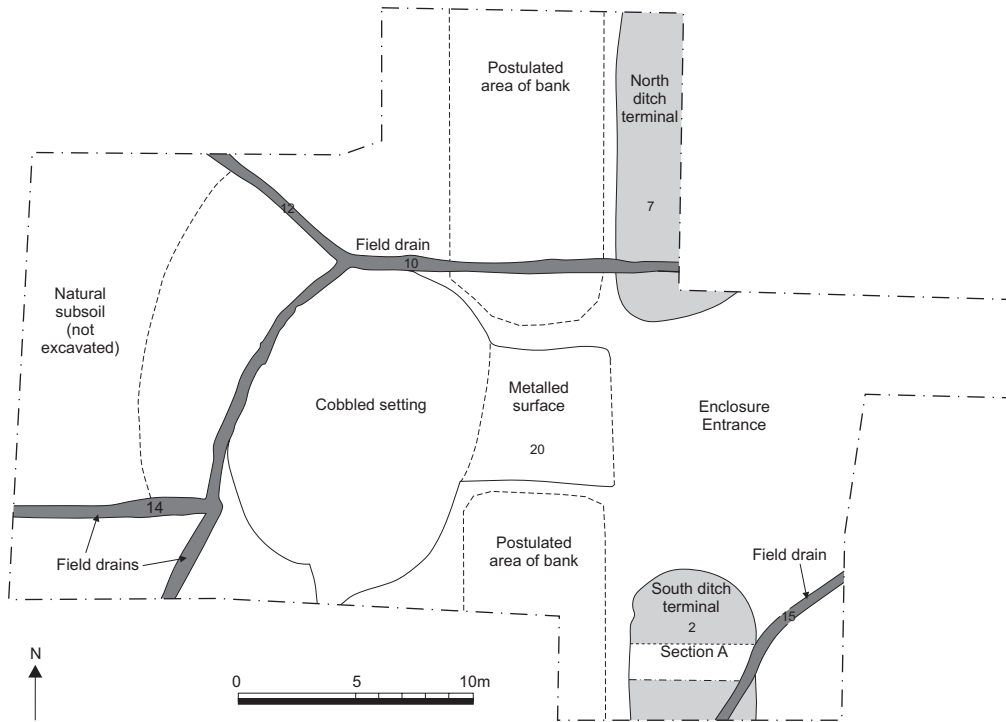 Postulated
area of bank
North
ditch
terminal
7
12
Field drain
10
Natural
subsoil
(not
excavated)
Cobbled setting
Metalled
surface
20
Enclosure
Entrance
14
Field drains
Postulated
area of bank
Field drain
15
South ditch
terminal
2
Section A
N
0 5 10m